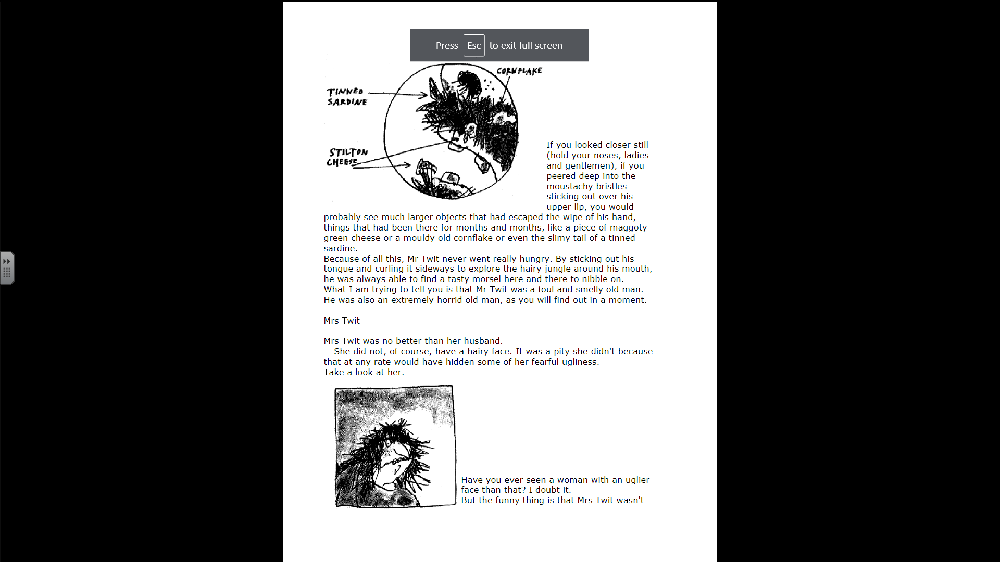 Press Esc to exit full screen
CORNFLAKE
TINNED
SARDINE
STILTON
CHEESE
If you looked closer still
(hold your noses, ladies
and gentlemen), if you
peered deep into the
moustachy bristles
sticking out over his
upper lip, you would
probably see much larger objects that had escaped the wipe of his hand,
things that had been there for months and months, like a piece of maggoty
green cheese or a mouldy old cornflake or even the slimy tail of a tinned
sardine.
Because of all this, Mr Twit never went really hungry. By sticking out his
tongue and curling it sideways to explore the hairy jungle around his mouth,
he was always able to find a tasty morsel here and there to nibble on.
What I am trying to tell you is that Mr Twit was a foul and smelly old man.
He was also an extremely horrid old man, as you will find out in a moment.
Mrs Twit
Mrs Twit was no better than her husband.
She did not, of course, have a hairy face. It was a pity she didn't because
that at any rate would have hidden some of her fearful ugliness.
Take a look at her.
Have you ever seen a woman with an uglier
face than that? I doubt it.
But the funny thing is that Mrs Twit wasn't